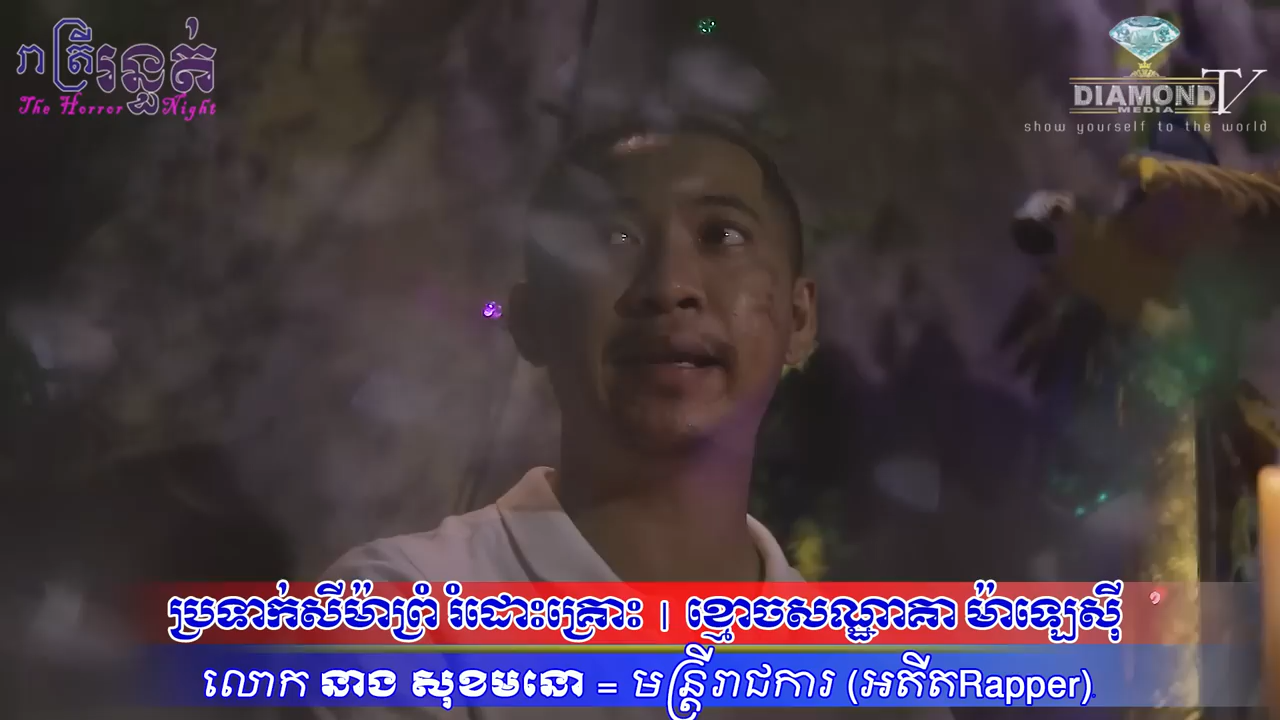 រាត្រីរន្ធត់
The Horror Night
DIAMOND TV
MEDIA
show yourself to the world
ប្រទាក់សីម៉ាព្រំ រំដោះគ្រោះ | ខ្មោចសណ្ឋាគា ម៉ាឡេស៊ី
លោក នាង សុខមនោ = មន្ត្រីរាជការ (អតីតRapper)